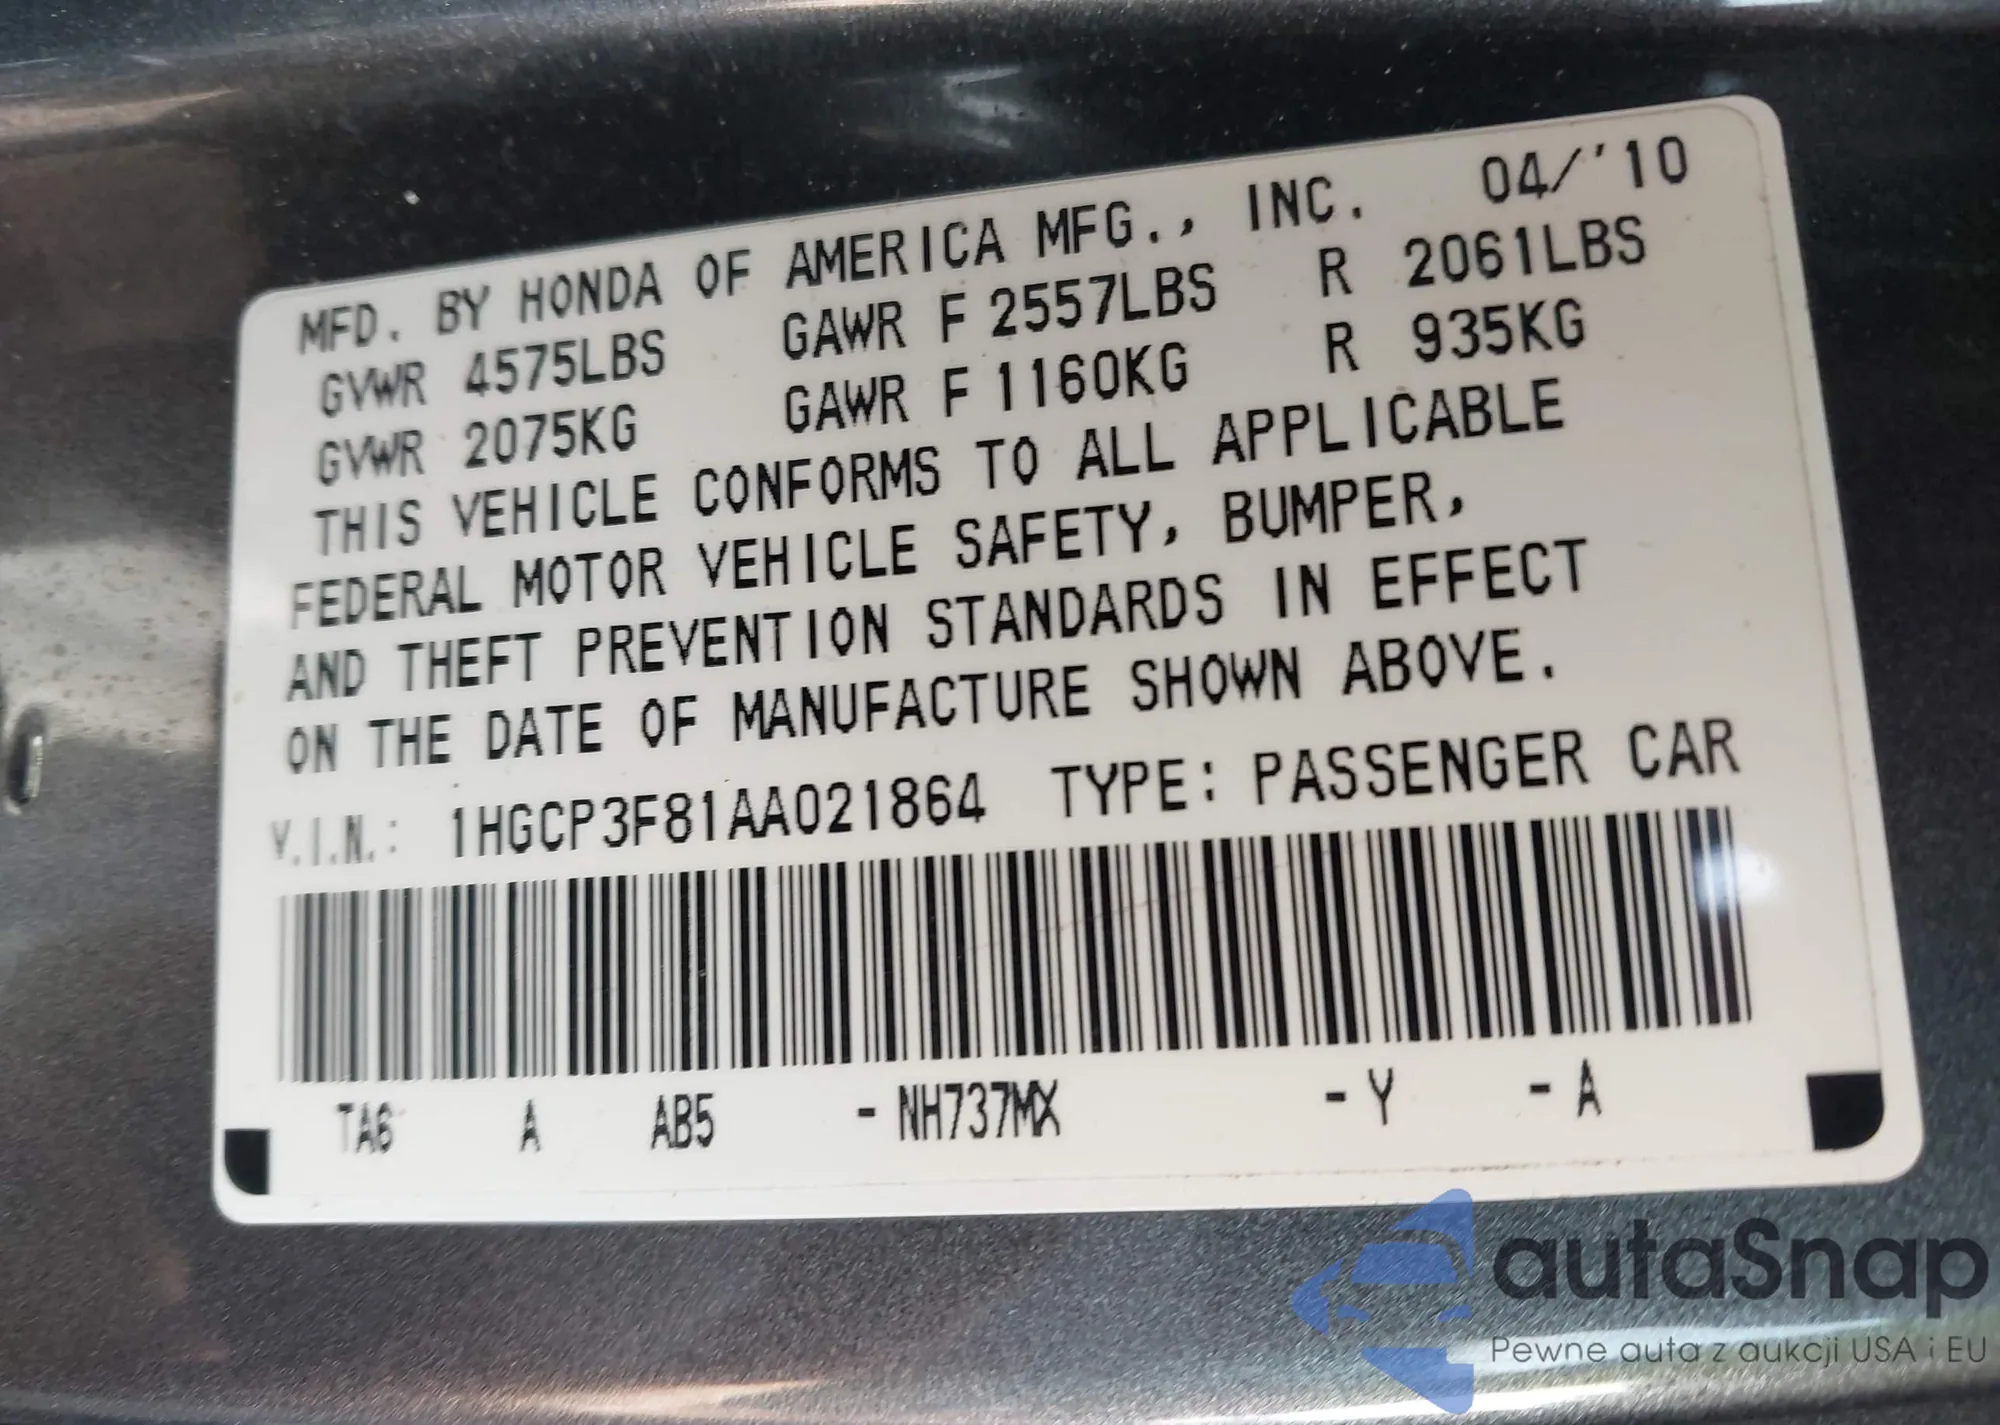 MFD. BY HONDA OF AMERICA MFG., INC. 04/'10
GVWR 4575LBS GAWR F 2557LBS R 2061LBS
GVWR 2075KG GAWR F 1160KG R 935KG
THIS VEHICLE CONFORMS TO ALL APPLICABLE
FEDERAL MOTOR VEHICLE SAFETY, BUMPER,
AND THEFT PREVENTION STANDARDS IN EFFECT
ON THE DATE OF MANUFACTURE SHOWN ABOVE.
V.I.N.: 1HGCP3F81AA021864 TYPE: PASSENGER CAR
TA6 A AB5 - NH737MX - Y - A
autaSnap
Pewne auta z aukcji USA i EU